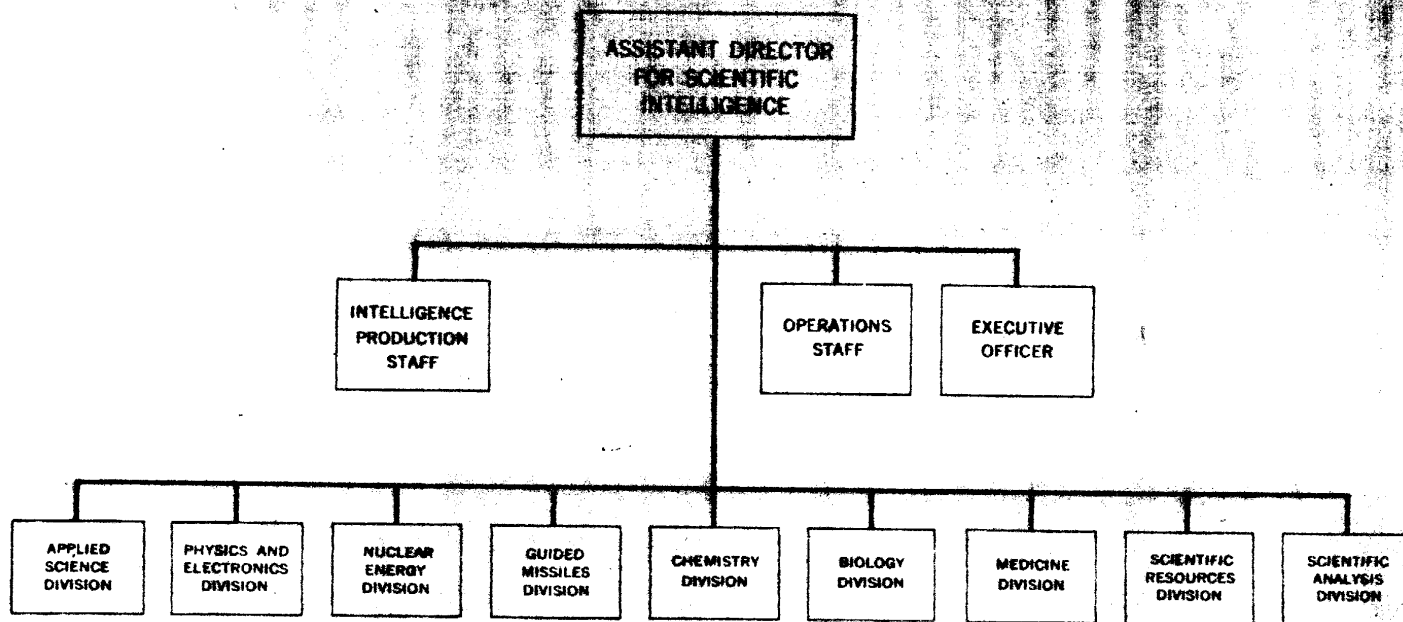 ASSISTANT DIRECTOR
FOR SCIENTIFIC
INTELLIGENCE
INTELLIGENCE
PRODUCTION
STAFF
OPERATIONS
STAFF
EXECUTIVE
OFFICER
APPLIED
SCIENCE
DIVISION
PHYSICS AND
ELECTRONICS
DIVISION
NUCLEAR
ENERGY
DIVISION
GUIDED
MISSILES
DIVISION
CHEMISTRY
DIVISION
BIOLOGY
DIVISION
MEDICINE
DIVISION
SCIENTIFIC
RESOURCES
DIVISION
SCIENTIFIC
ANALYSIS
DIVISION